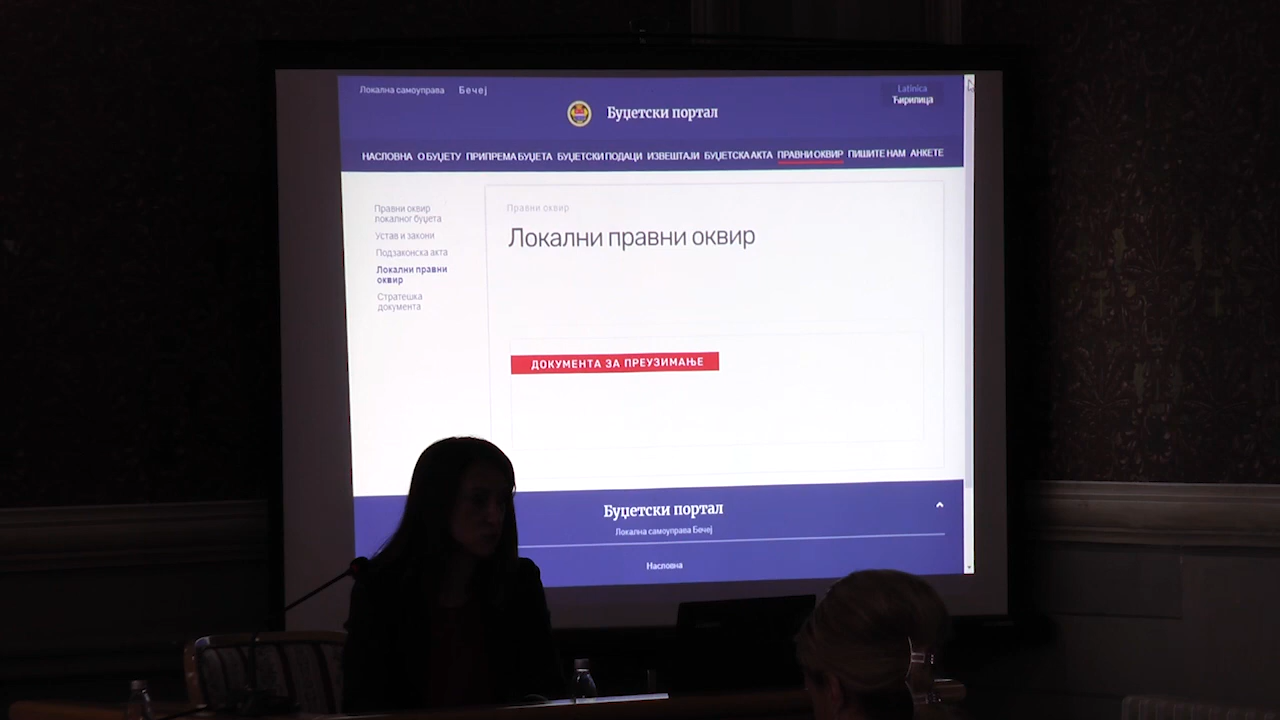 Локална самоуправа Бечеј
Latinica
Ћирилица
Буџетски портал
НАСЛОВНА О БУЏЕТУ ПРИПРЕМА БУЏЕТА БУЏЕТСКИ ПОДАЦИ ИЗВЕШТАЈИ БУЏЕТСКА АКТА ПРАВНИ ОКВИР ПИШИТЕ НАМ АНКЕТЕ
Правни оквир
локалног буџета
Устав и закони
Подзаконска акта
Локални правни
оквир
Стратешка
документа
Правни оквир
Локални правни оквир
ДОКУМЕНТА ЗА ПРЕУЗИМАЊЕ
Буџетски портал
Локална самоуправа Бечеј
Насловна